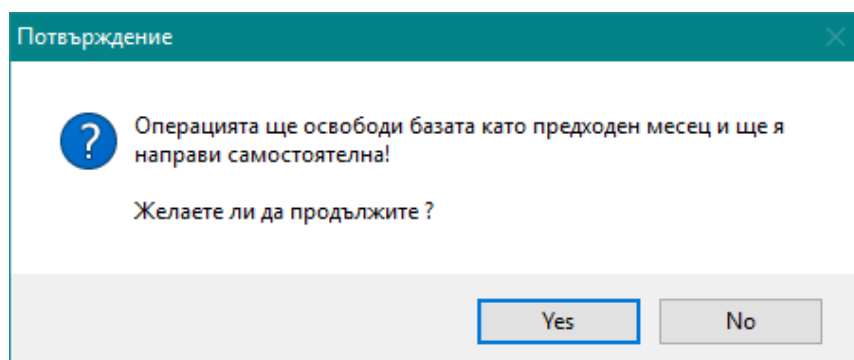 Потвърждение
Операцията ще освободи базата като предходен месец и ще я
направи самостоятелна!
Желаете ли да продължите ?
Yes
No